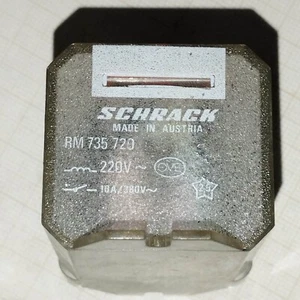 SCHRACK
MADE IN AUSTRIA
RM 735 720
220V~
10A/380V~